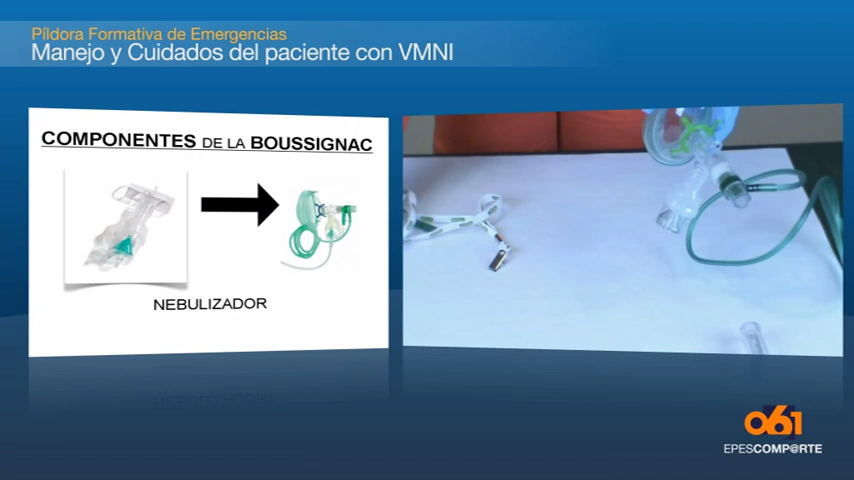 Píldora Formativa de Emergencias
Manejo y Cuidados del paciente con VMNI
COMPONENTES DE LA BOUSSIGNAC
NEBULIZADOR
061
EPESCOMP@RTE